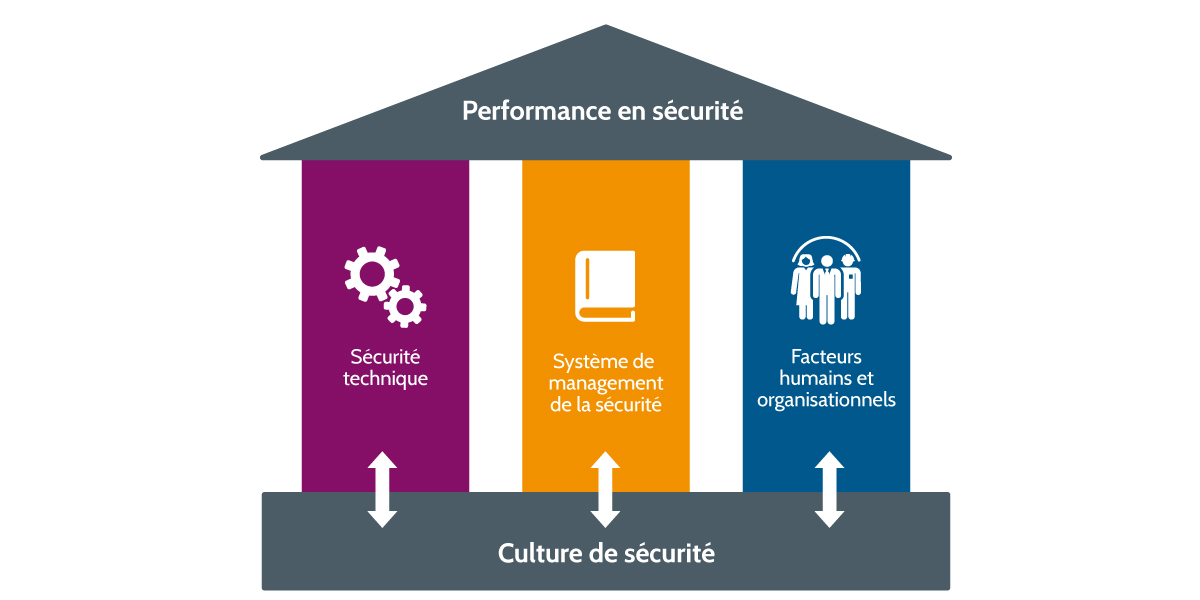 Performance en sécurité
Sécurité
technique
Système de
management
de la sécurité
Facteurs
humains et
organisationnels
Culture de sécurité